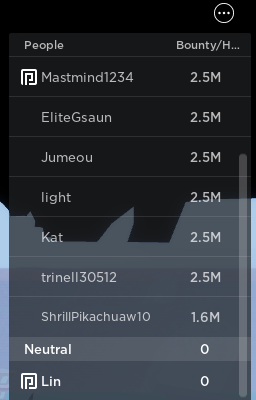 People Bounty/H...
Mastmind1234 2.5M
EliteGsaun 2.5M
Jumeou 2.5M
light 2.5M
Kat 2.5M
trinell30512 2.5M
ShrillPikachuaw10 1.6M
Neutral 0
Lin 0